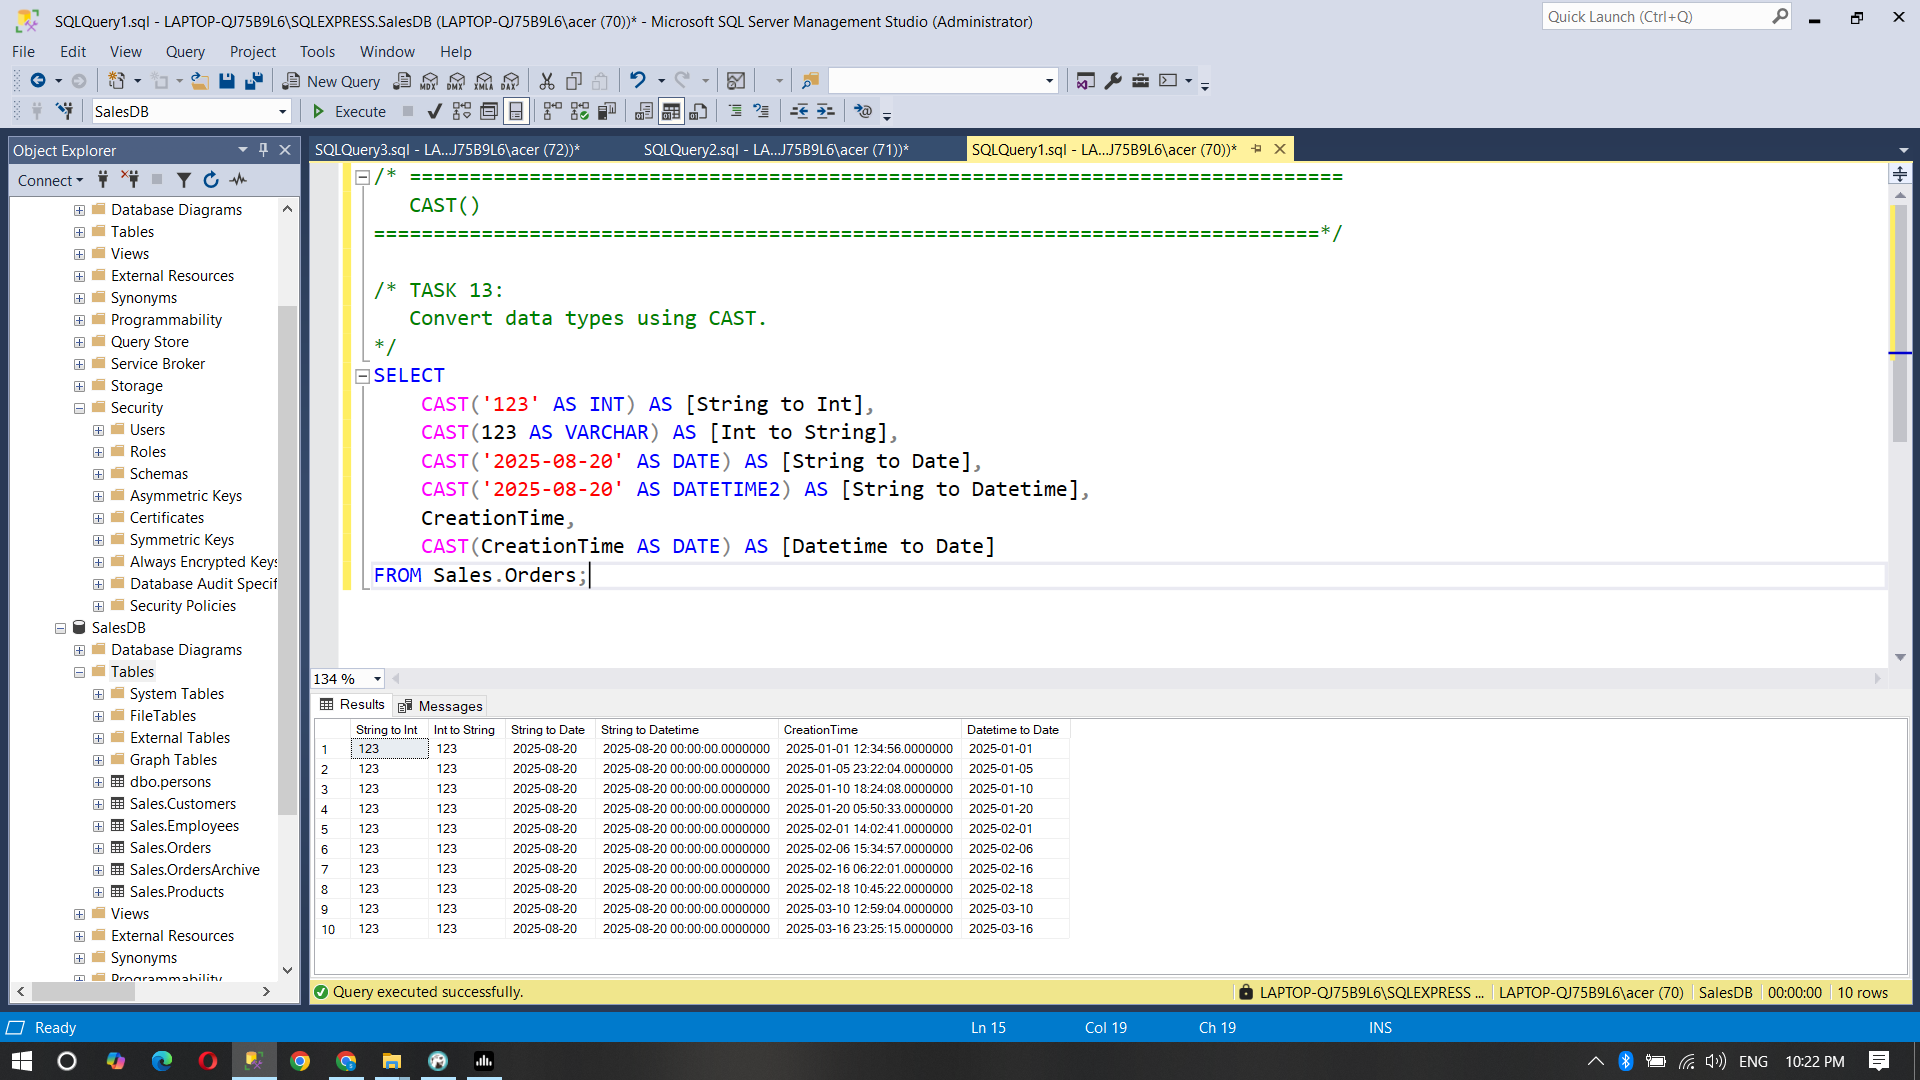 SQLQuery1.sql - LAPTOP-QJ75B9L6\SQLEXPRESS.SalesDB (LAPTOP-QJ75B9L6\acer (70))* - Microsoft SQL Server Management Studio (Administrator)
Quick Launch (Ctrl+Q)
File Edit View Query Project Tools Window Help
New Query
MDX DMX XMLA DAX
SalesDB
Execute
Object Explorer
SQLQuery3.sql - LA...J75B9L6\acer (72))*
SQLQuery2.sql - LA...J75B9L6\acer (71))*
SQLQuery1.sql - LA...J75B9L6\acer (70))*
Connect
Database Diagrams
Tables
Views
External Resources
Synonyms
Programmability
Query Store
Service Broker
Storage
Security
Users
Roles
Schemas
Asymmetric Keys
Certificates
Symmetric Keys
Always Encrypted Keys
Database Audit Specif
Security Policies
SalesDB
Database Diagrams
Tables
System Tables
FileTables
External Tables
Graph Tables
dbo.persons
Sales.Customers
Sales.Employees
Sales.Orders
Sales.OrdersArchive
Sales.Products
Views
External Resources
Synonyms
Programmability
/* ==============================================================================
CAST()
===============================================================================*/
/* TASK 13:
Convert data types using CAST.
*/
SELECT
CAST('123' AS INT) AS [String to Int],
CAST(123 AS VARCHAR) AS [Int to String],
CAST('2025-08-20' AS DATE) AS [String to Date],
CAST('2025-08-20' AS DATETIME2) AS [String to Datetime],
CreationTime,
CAST(CreationTime AS DATE) AS [Datetime to Date]
FROM Sales.Orders;
134 %
Results Messages
String to Int Int to String String to Date String to Datetime CreationTime Datetime to Date
1 123 123 2025-08-20 2025-08-20 00:00:00.0000000 2025-01-01 12:34:56.0000000 2025-01-01
2 123 123 2025-08-20 2025-08-20 00:00:00.0000000 2025-01-05 23:22:04.0000000 2025-01-05
3 123 123 2025-08-20 2025-08-20 00:00:00.0000000 2025-01-10 18:24:08.0000000 2025-01-10
4 123 123 2025-08-20 2025-08-20 00:00:00.0000000 2025-01-20 05:50:33.0000000 2025-01-20
5 123 123 2025-08-20 2025-08-20 00:00:00.0000000 2025-02-01 14:02:41.0000000 2025-02-01
6 123 123 2025-08-20 2025-08-20 00:00:00.0000000 2025-02-06 15:34:57.0000000 2025-02-06
7 123 123 2025-08-20 2025-08-20 00:00:00.0000000 2025-02-16 06:22:01.0000000 2025-02-16
8 123 123 2025-08-20 2025-08-20 00:00:00.0000000 2025-02-18 10:45:22.0000000 2025-02-18
9 123 123 2025-08-20 2025-08-20 00:00:00.0000000 2025-03-10 12:59:04.0000000 2025-03-10
10 123 123 2025-08-20 2025-08-20 00:00:00.0000000 2025-03-16 23:25:15.0000000 2025-03-16
Query executed successfully.
LAPTOP-QJ75B9L6\SQLEXPRESS ... LAPTOP-QJ75B9L6\acer (70) SalesDB 00:00:00 10 rows
Ready Ln 15 Col 19 Ch 19 INS
ENG 10:22 PM